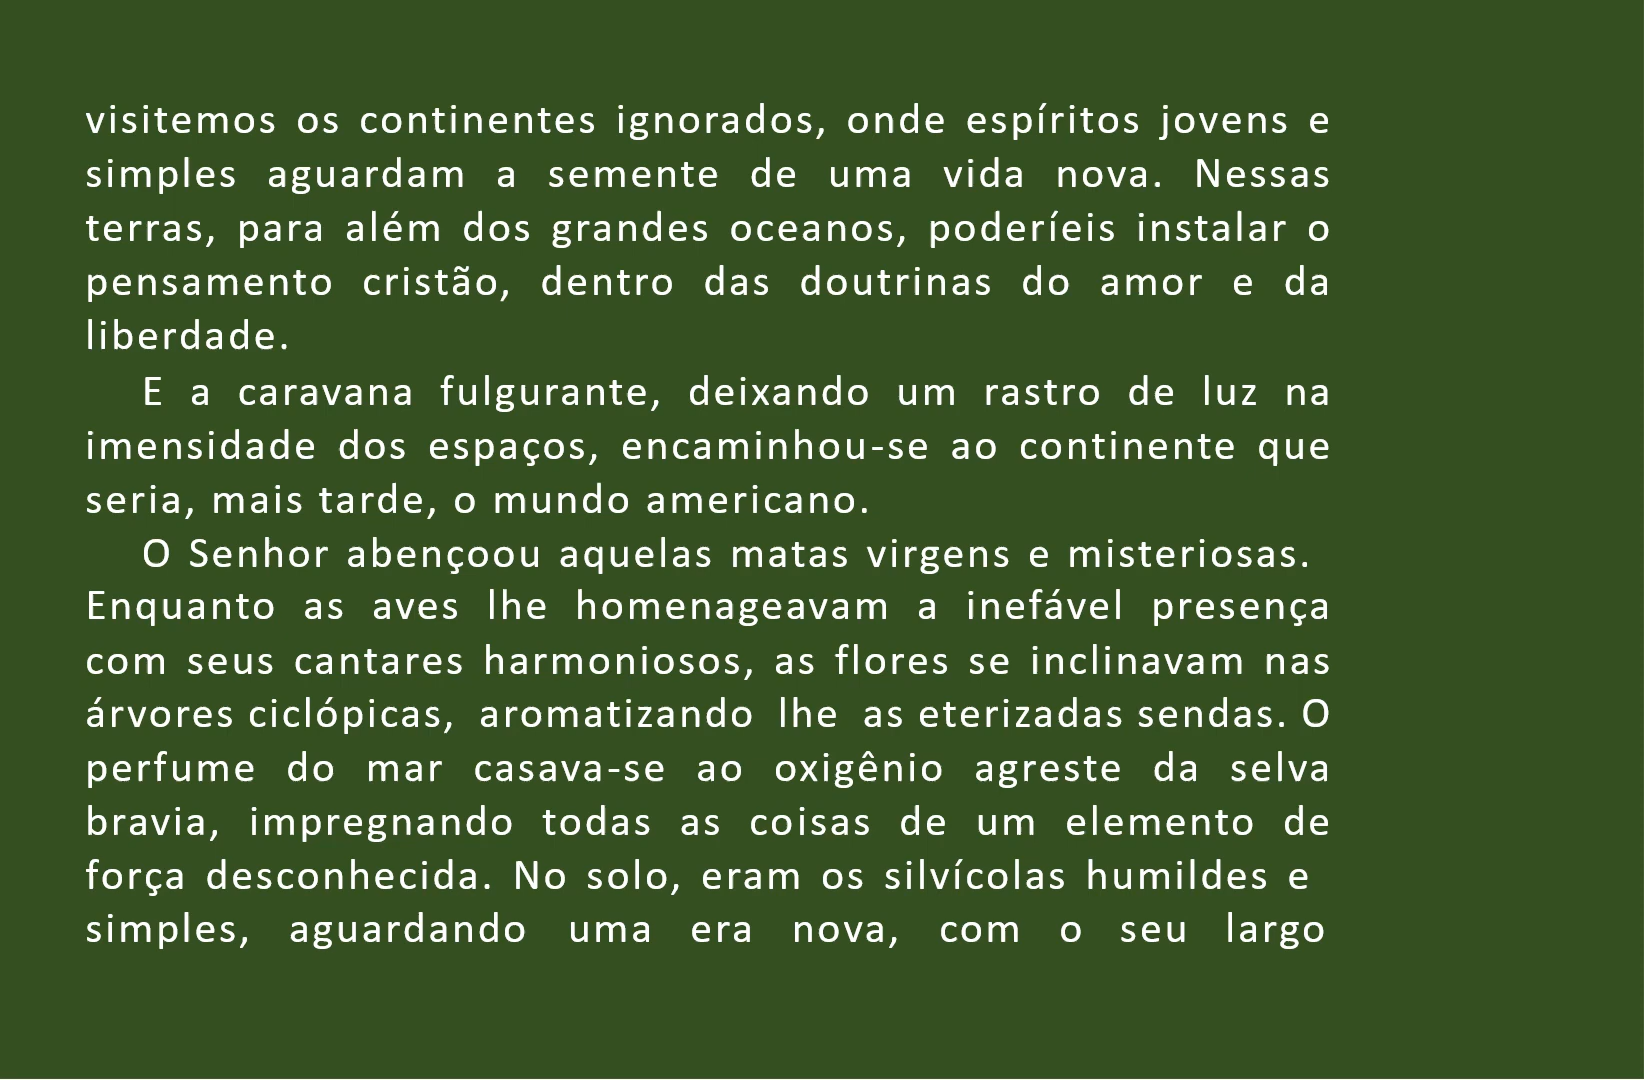 visitemos os continentes ignorados, onde espíritos jovens e
simples aguardam a semente de uma vida nova. Nessas
terras, para além dos grandes oceanos, poderíeis instalar o
pensamento cristão, dentro das doutrinas do amor e da
liberdade.
E a caravana fulgurante, deixando um rastro de luz na
imensidade dos espaços, encaminhou-se ao continente que
seria, mais tarde, o mundo americano.
O Senhor abençoou aquelas matas virgens e misteriosas.
Enquanto as aves lhe homenageavam a inefável presença
com seus cantares harmoniosos, as flores se inclinavam nas
árvores ciclópicas, aromatizando lhe as eterizadas sendas. O
perfume do mar casava-se ao oxigênio agreste da selva
bravia, impregnando todas as coisas de um elemento de
força desconhecida. No solo, eram os silvícolas humildes e
simples, aguardando uma era nova, com o seu largo